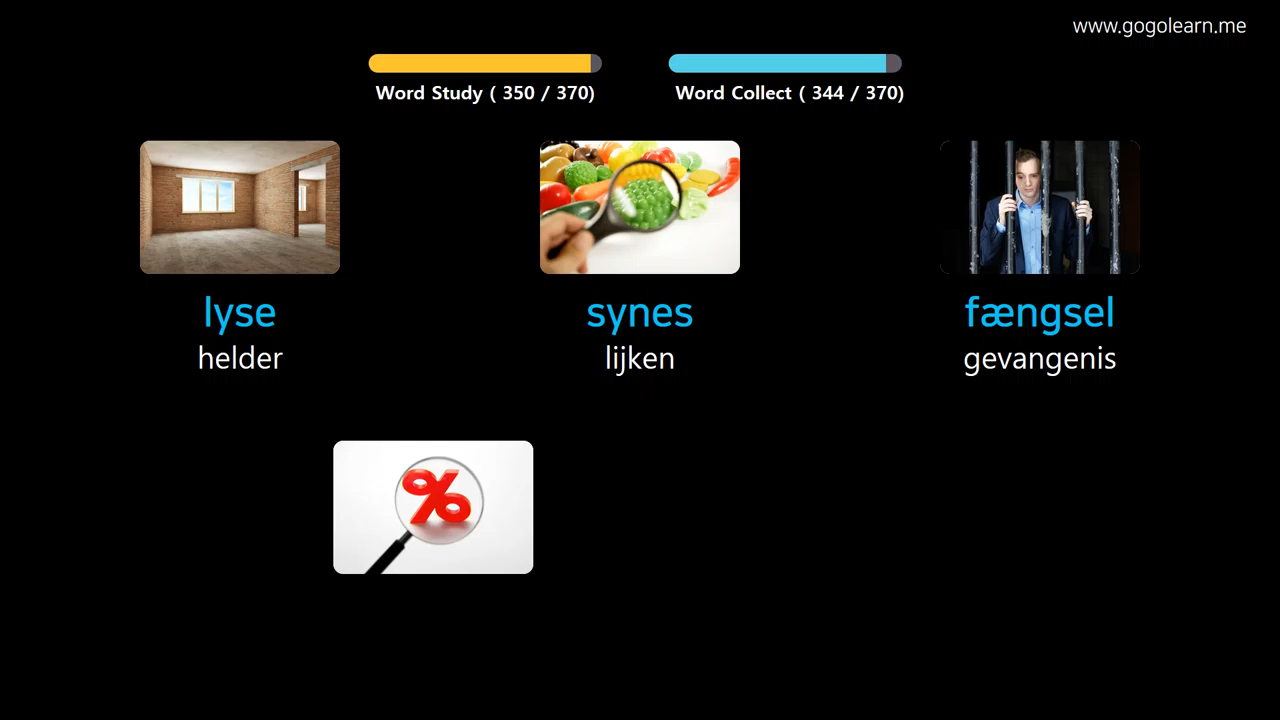 www.gogolearn.me
Word Study ( 350 / 370)
Word Collect ( 344 / 370)
lyse
helder
synes
lijken
fængsel
gevangenis
%